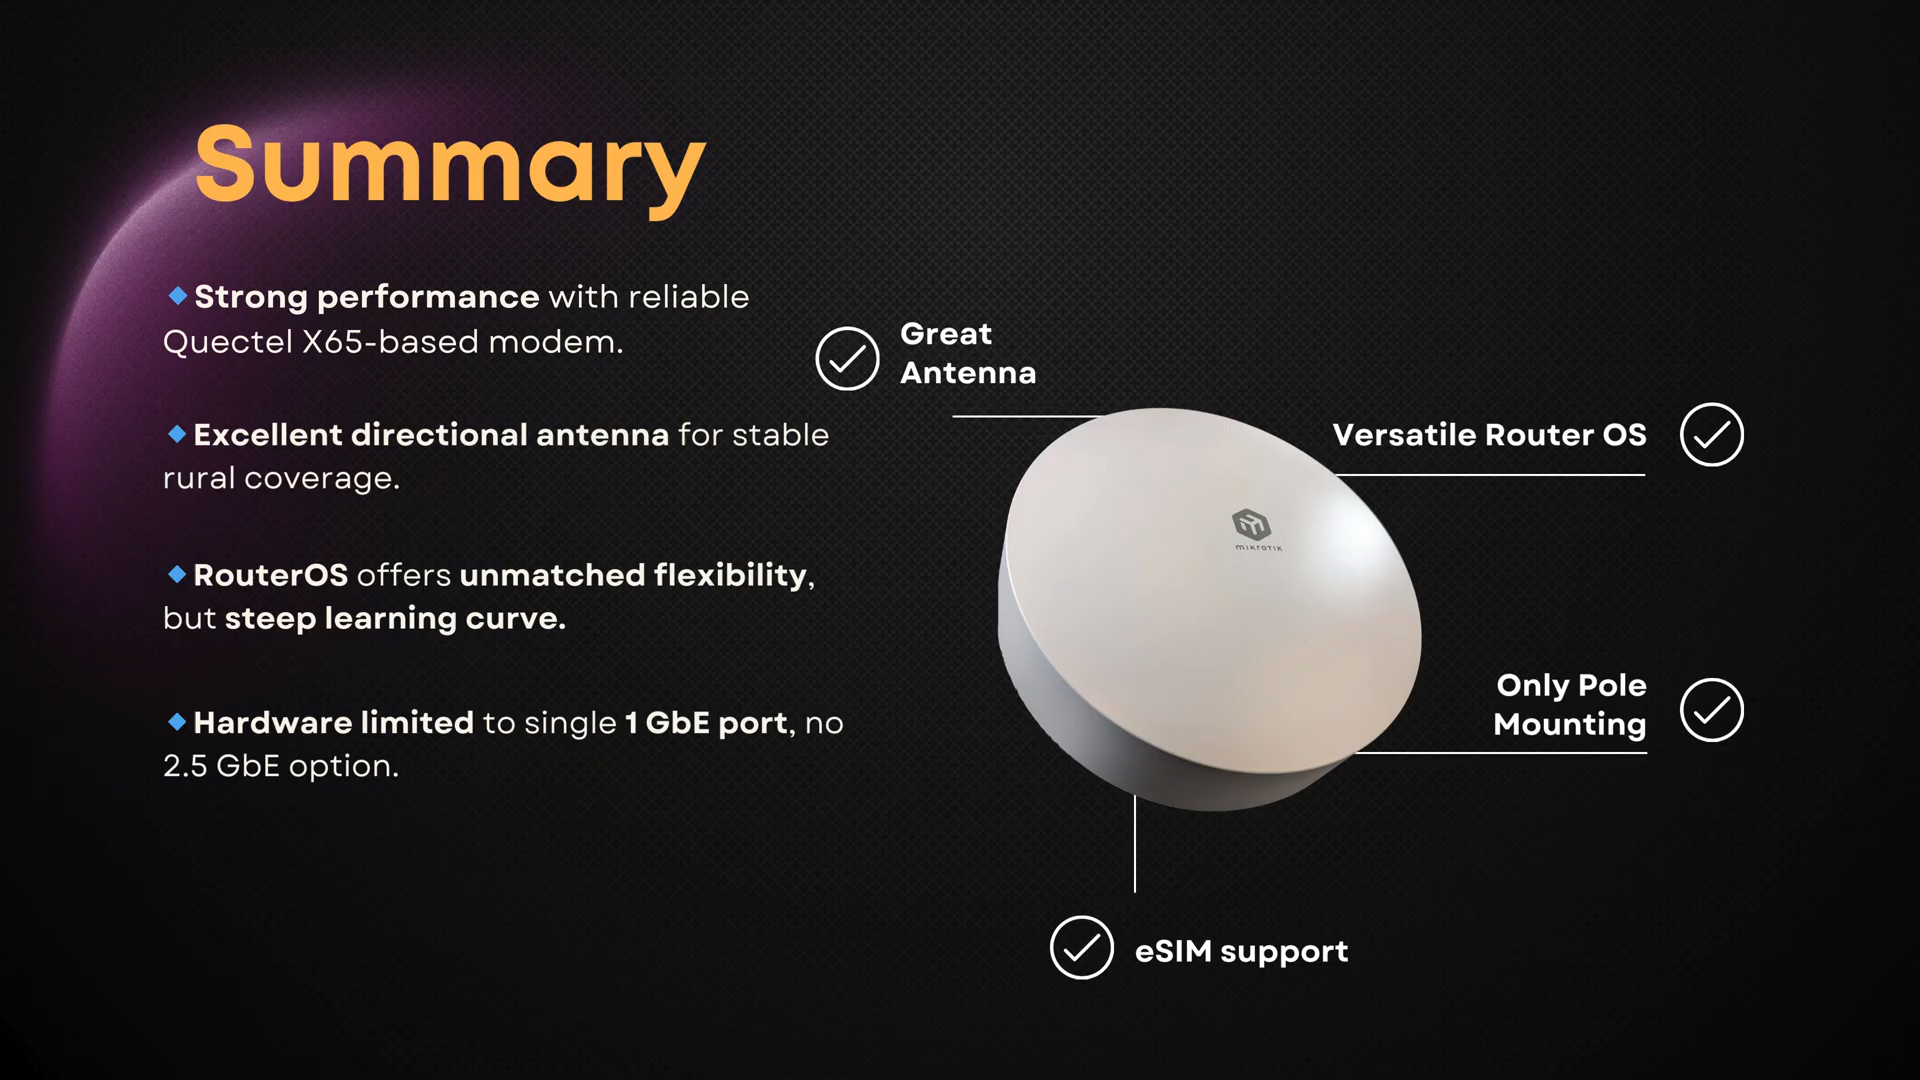 Summary
🔹Strong performance with reliable
Quectel X65-based modem.
🔹Excellent directional antenna for stable
rural coverage.
🔹RouterOS offers unmatched flexibility,
but steep learning curve.
🔹Hardware limited to single 1 GbE port, no
2.5 GbE option.
Great
Antenna
Versatile Router OS
mikrotik
Only Pole
Mounting
eSIM support